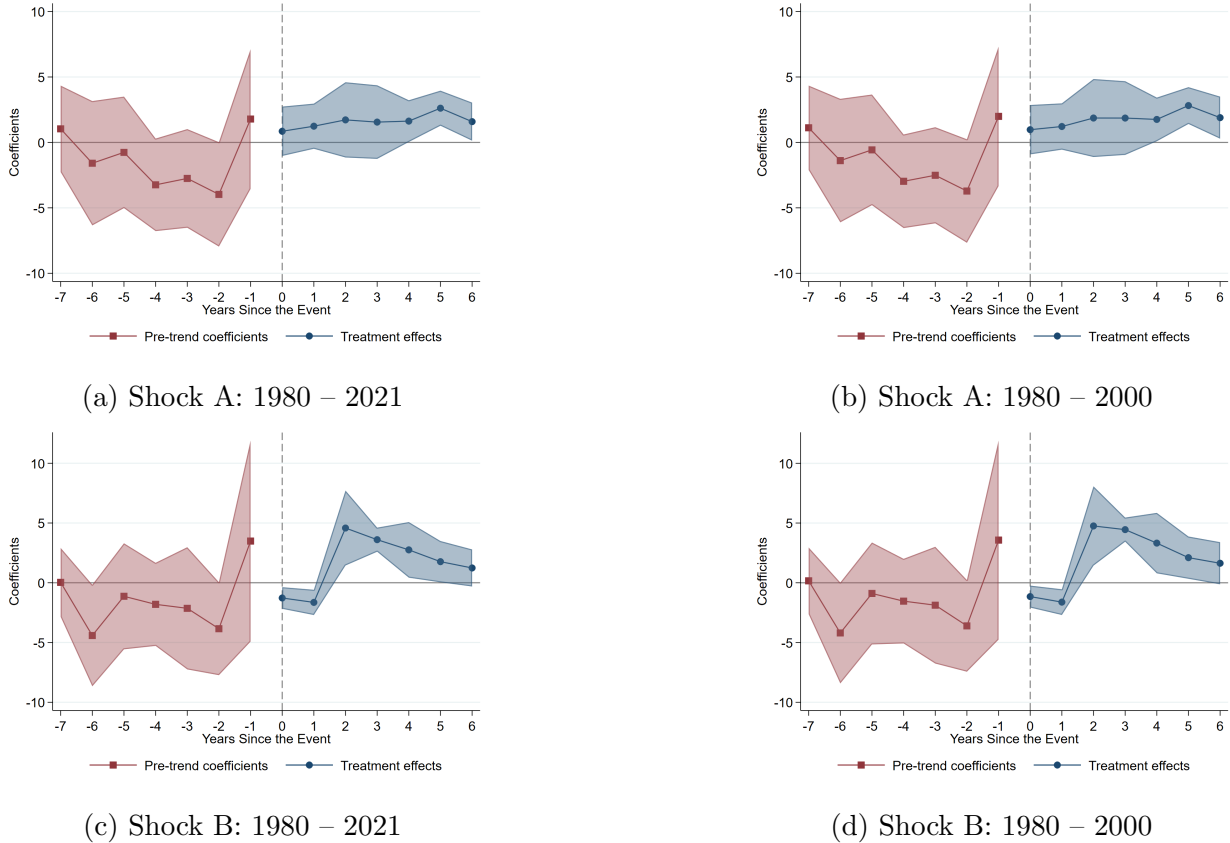 10
5
0
-5
-10
Coefficients
-7 -6 -5 -4 -3 -2 -1 0 1 2 3 4 5 6
Years Since the Event
Pre-trend coefficients Treatment effects
(a) Shock A: 1980 – 2021
10
5
0
-5
-10
Coefficients
-7 -6 -5 -4 -3 -2 -1 0 1 2 3 4 5 6
Years Since the Event
Pre-trend coefficients Treatment effects
(b) Shock A: 1980 – 2000
10
5
0
-5
-10
Coefficients
-7 -6 -5 -4 -3 -2 -1 0 1 2 3 4 5 6
Years Since the Event
Pre-trend coefficients Treatment effects
(c) Shock B: 1980 – 2021
10
5
0
-5
-10
Coefficients
-7 -6 -5 -4 -3 -2 -1 0 1 2 3 4 5 6
Years Since the Event
Pre-trend coefficients Treatment effects
(d) Shock B: 1980 – 2000